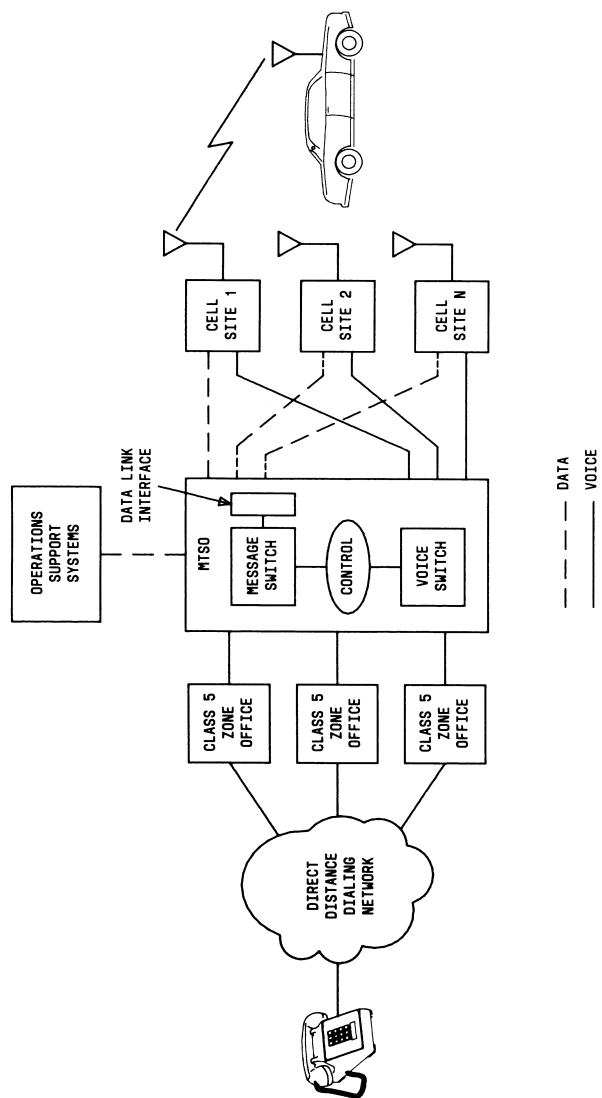 OPERATIONS
SUPPORT
SYSTEMS
DATA LINK
INTERFACE
MTSO
MESSAGE
SWITCH
CONTROL
VOICE
SWITCH
DIRECT
DISTANCE
DIALING
NETWORK
CLASS 5
ZONE
OFFICE
CLASS 5
ZONE
OFFICE
CLASS 5
ZONE
OFFICE
CELL
SITE 1
CELL
SITE 2
CELL
SITE N
DATA
VOICE